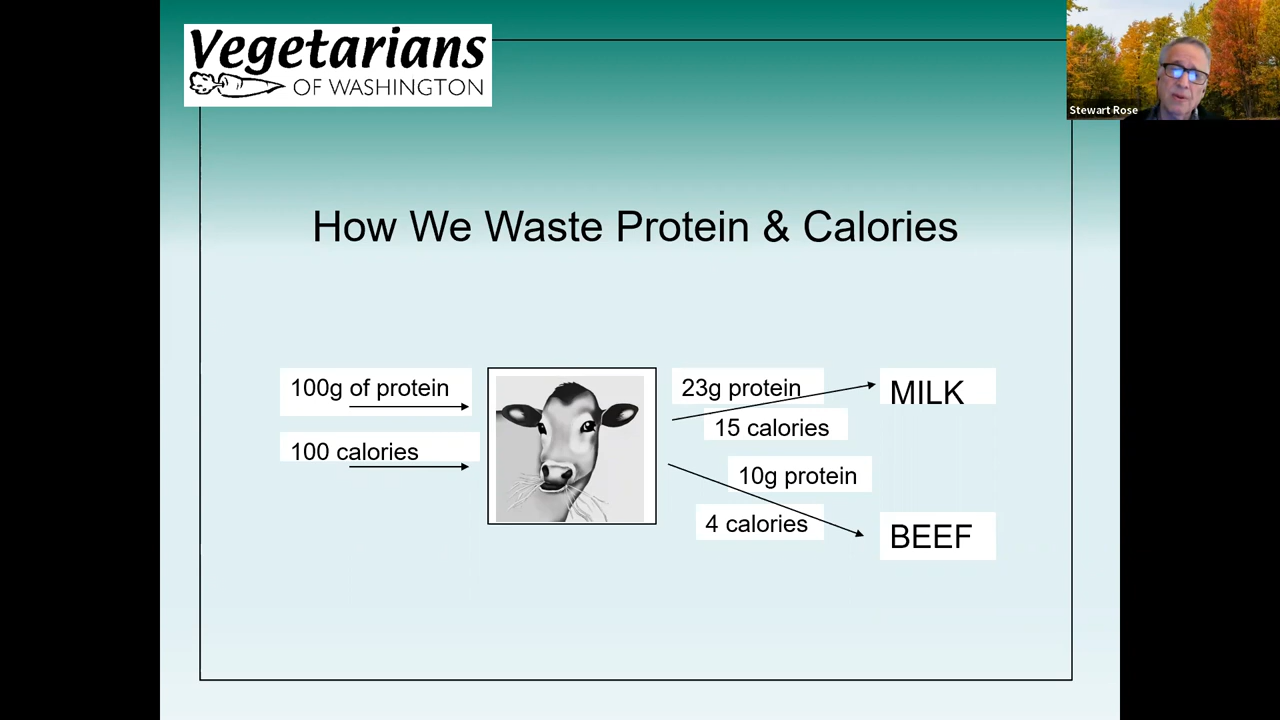 Vegetarians
OF WASHINGTON
Stewart Rose
How We Waste Protein & Calories
100g of protein
100 calories
23g protein
15 calories
MILK
10g protein
4 calories
BEEF